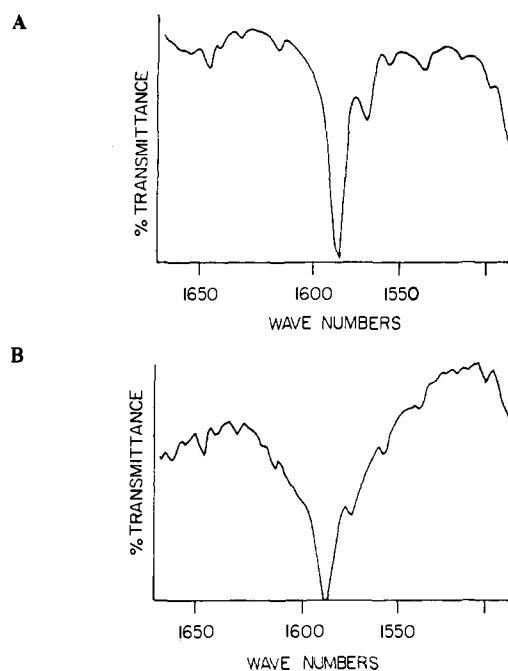 A
% TRANSMITTANCE
1650 1600 1550
WAVE NUMBERS
B
% TRANSMITTANCE
1650 1600 1550
WAVE NUMBERS